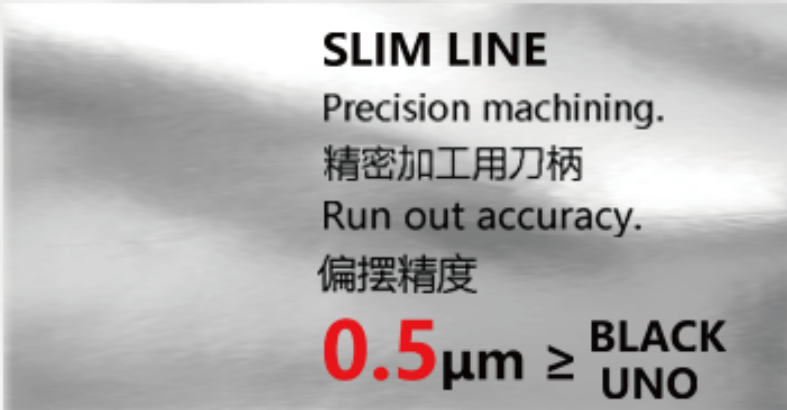 SLIM LINE
Precision machining.
精密加工用刀柄
Run out accuracy.
偏摆精度
0.5μm ≥ BLACK
UNO